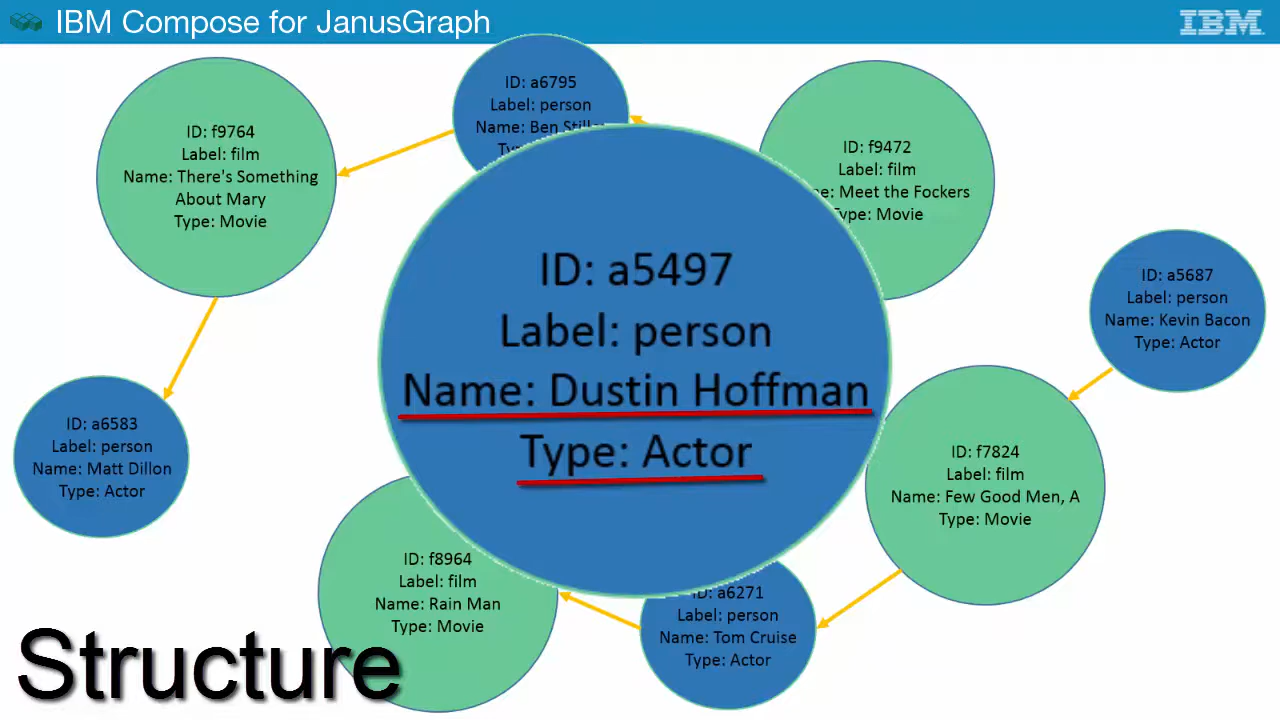 IBM Compose for JanusGraph
IBM
ID: a6795
Label: person
Name: Ben
ID: f9764
Label: film
Name: There's Something
About Mary
Type: Movie
ID: f9472
Label: film
Meet the Fockers
Type: Movie
ID: a5497
Label: person
Name: Dustin Hoffman
Type: Actor
ID: a5687
Label: person
Name: Kevin Bacon
Type: Actor
ID: a6583
Label: person
Name: Matt Dillon
Type: Actor
ID: f7824
Label: film
Name: Few Good Men, A
Type: Movie
ID: f8964
Label: film
Name: Rain Man
Type: Movie
ID: a6271
Label: person
Name: Tom Cruise
Type: Actor
Structure